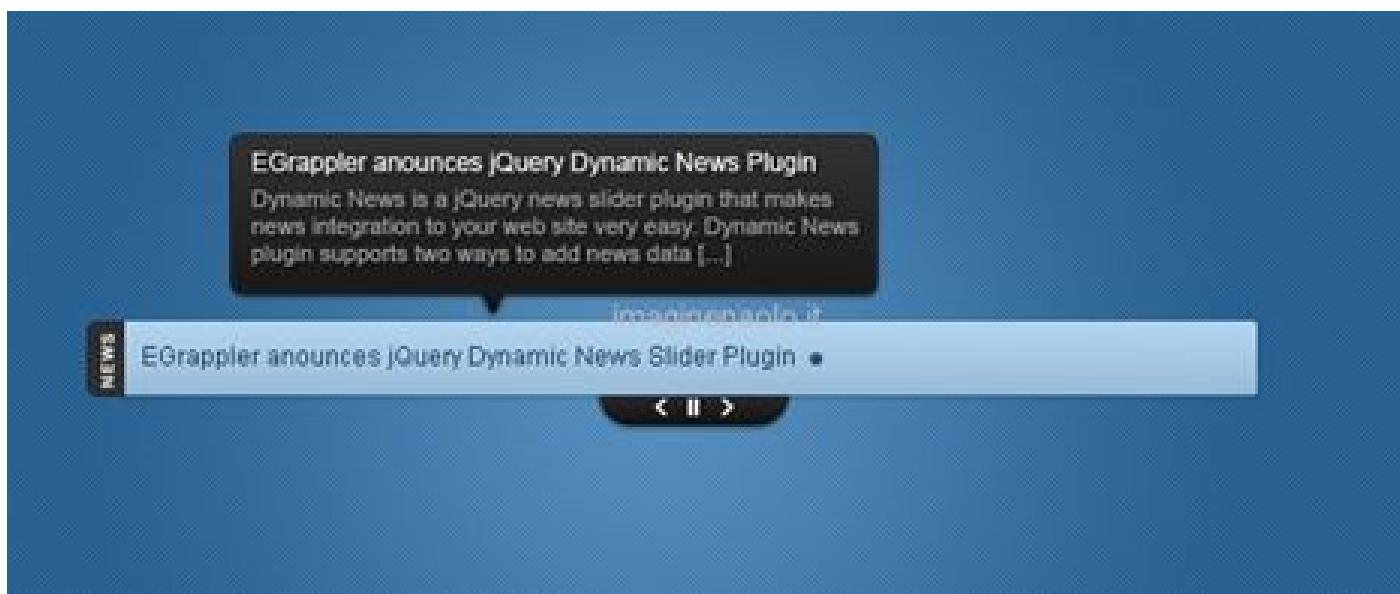 EGrappler anounces jQuery Dynamic News Plugin
Dynamic News is a jQuery news slider plugin that makes
news integration to your web site very easy. Dynamic News
plugin supports two ways to add news data [...]
imaginepaolo.it
NEWS
EGrappler anounces jQuery Dynamic News Slider Plugin